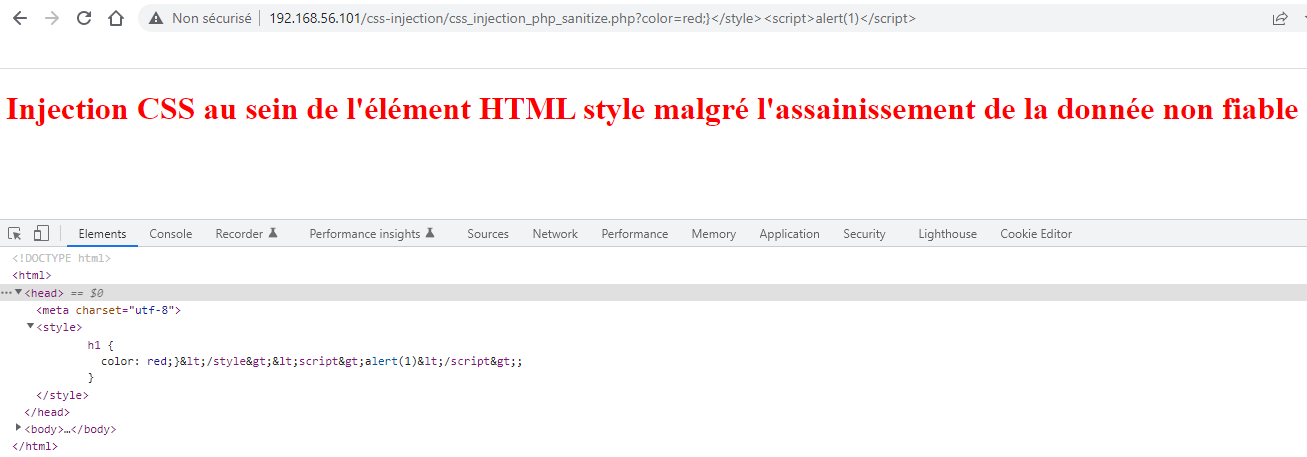 Non sécurisé | 192.168.56.101/css-injection/css_injection_php_sanitize.php?color=red;}</style><script>alert(1)</script>
Injection CSS au sein de l'élément HTML style malgré l'assainissement de la donnée non fiable
Elements Console Recorder Performance insights Sources Network Performance Memory Application Security Lighthouse Cookie Editor
<!DOCTYPE html>
<html>
<head> == $0
<meta charset="utf-8">
<style>
h1 {
color: red;}&lt;/style&gt;&lt;script&gt;alert(1)&lt;/script&gt;;
}
</style>
</head>
<body>…</body>
</html>